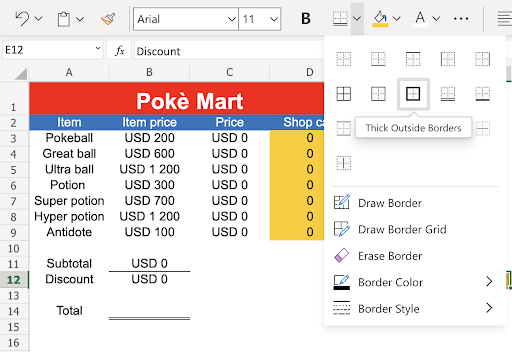 Arial 11 B A
E12 fx Discount
A B C D
1 Pokè Mart
2 Item Item price Price Shop ca
3 Pokeball USD 200 USD 0 0
4 Great ball USD 600 USD 0 0
5 Ultra ball USD 1 200 USD 0 0
6 Potion USD 300 USD 0 0
7 Super potion USD 700 USD 0 0
8 Hyper potion USD 1 200 USD 0 0
9 Antidote USD 100 USD 0 0
10
11 Subtotal USD 0
12 Discount USD 0
13
14 Total
15
16
Thick Outside Borders
Draw Border
Draw Border Grid
Erase Border
Border Color
Border Style